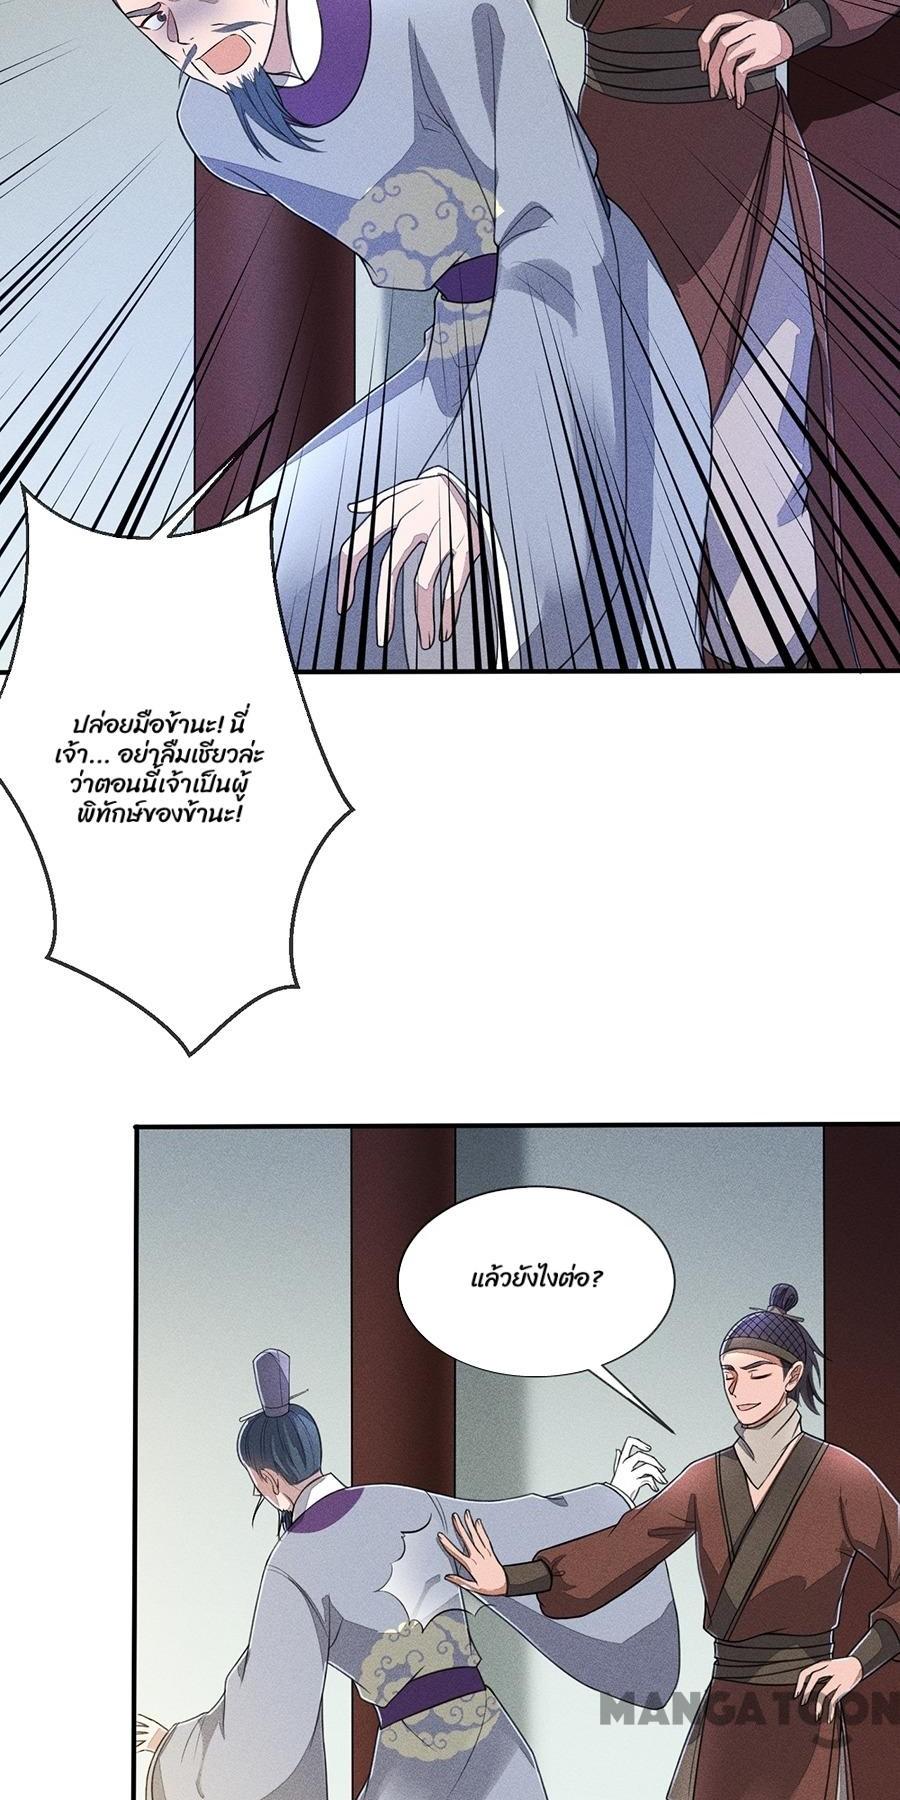 ปล่อยมือข้านะ! นี่
เจ้า... อย่าลืมเชียวล่ะ
ว่าตอนนี้เจ้าเป็นผู้
พิทักษ์ของข้านะ!
แล้วยังไงต่อ?
MANGATOON